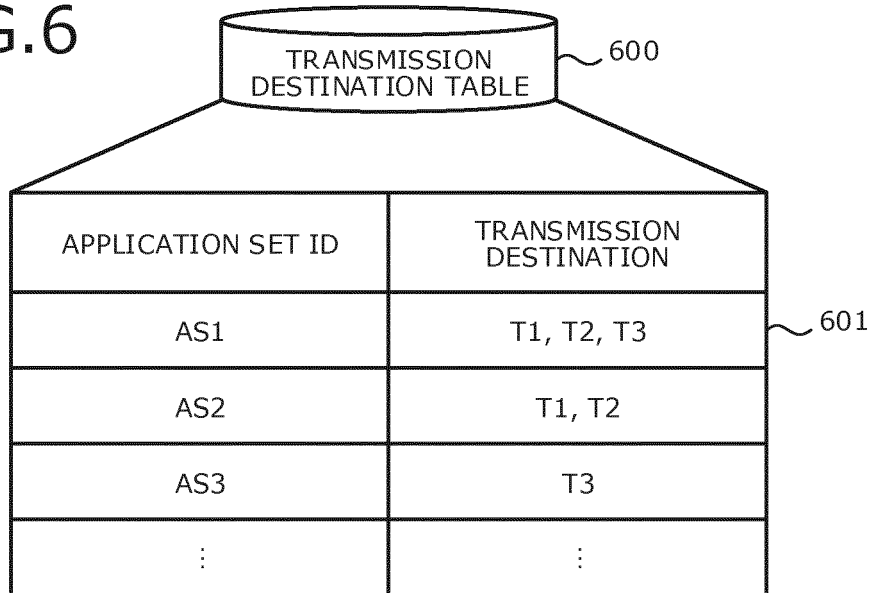 G.6
TRANSMISSION
DESTINATION TABLE
600
APPLICATION SET ID
TRANSMISSION
DESTINATION
AS1
T1, T2, T3
601
AS2
T1, T2
AS3
T3
⋮
⋮